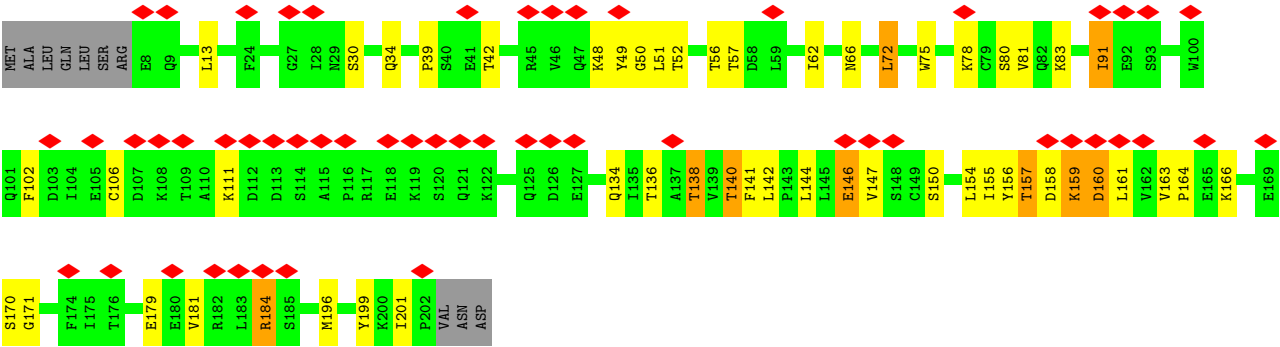 MET ALA LEU GLN LEU SER ARG E8 Q9 L13 F24 G27 I28 N29 S30 Q34 P39 S40 E41 T42 R45 V46 Q47 K48 Y49 G50 L51 T52 T56 T57 D58 L59 I62 N66 L72 W75 K78 C79 S80 V81 Q82 K83 I91 E92 S93 W100
Q101 F102 D103 I104 E105 C106 D107 K108 T109 A110 K111 D112 D113 S114 A115 P116 R117 E118 K119 S120 Q121 K122 Q125 D126 E127 Q134 I135 T136 A137 T138 V139 T140 F141 L142 P143 L144 L145 E146 V147 S148 C149 S150 L154 I155 Y156 T157 D158 K159 D160 L161 V162 V163 P164 E165 K166 E169
S170 G171 F174 I175 T176 E179 E180 V181 R182 L183 R184 S185 M196 Y199 K200 I201 P202 VAL ASN ASP